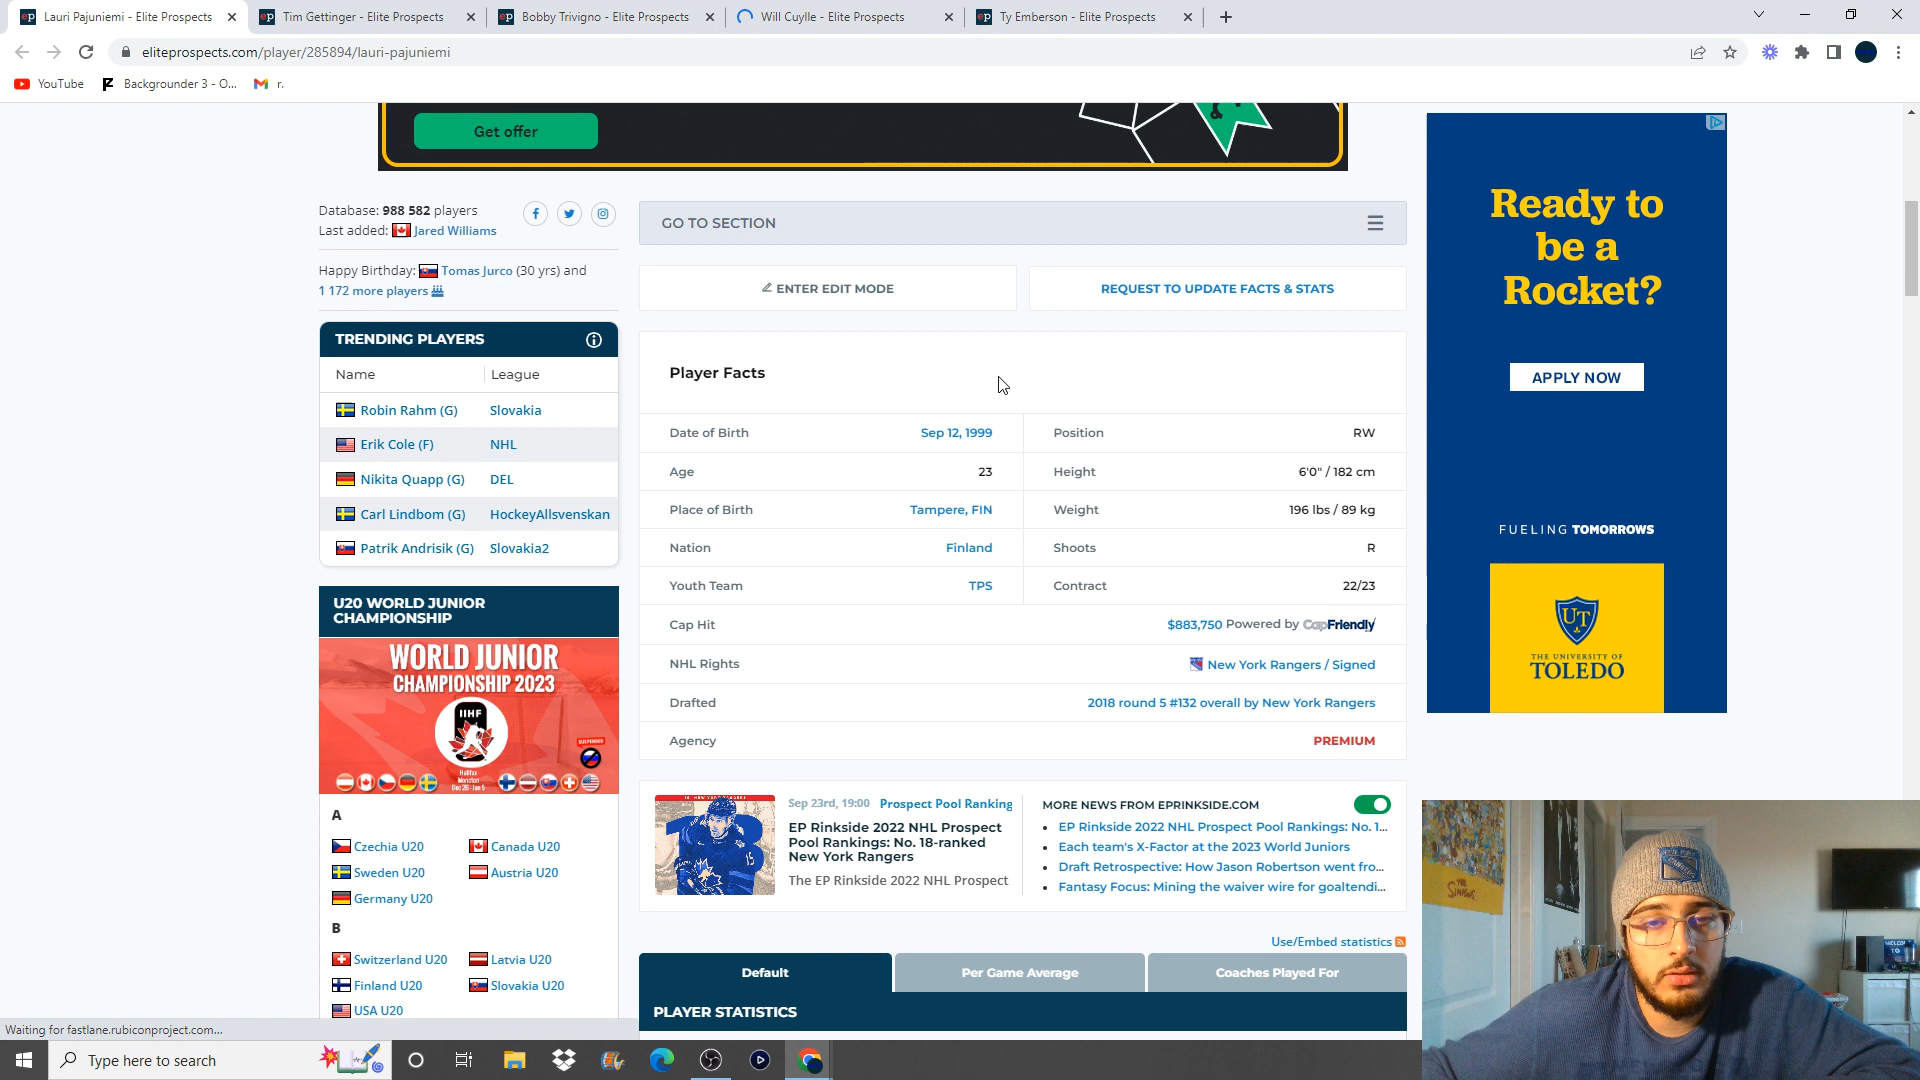 Lauri Pajuniemi - Elite Prospects
Tim Gettinger - Elite Prospects
Bobby Trivigno - Elite Prospects
Will Cuylle - Elite Prospects
Ty Emberson - Elite Prospects
eliteprospects.com/player/285894/lauri-pajuniemi
YouTube
Backgrounder 3 - O...
r.
Get offer
Database: 988 582 players
Last added: Jared Williams
Happy Birthday: Tomas Jurco (30 yrs) and
1 172 more players
TRENDING PLAYERS
Name League
Robin Rahm (G) Slovakia
Erik Cole (F) NHL
Nikita Quapp (G) DEL
Carl Lindbom (G) HockeyAllsvenskan
Patrik Andrisik (G) Slovakia2
U20 WORLD JUNIOR
CHAMPIONSHIP
WORLD JUNIOR
CHAMPIONSHIP 2023
IIHF
SUSPENDED
Halifax
Moncton
Dec 26 - Jan 5
A
Czechia U20 Canada U20
Sweden U20 Austria U20
Germany U20
B
Switzerland U20 Latvia U20
Finland U20 Slovakia U20
USA U20
GO TO SECTION
ENTER EDIT MODE
REQUEST TO UPDATE FACTS & STATS
Player Facts
Date of Birth Sep 12, 1999 Position RW
Age 23 Height 6'0" / 182 cm
Place of Birth Tampere, FIN Weight 196 lbs / 89 kg
Nation Finland Shoots R
Youth Team TPS Contract 22/23
Cap Hit $883,750 Powered by CapFriendly
NHL Rights New York Rangers / Signed
Drafted 2018 round 5 #132 overall by New York Rangers
Agency PREMIUM
Sep 23rd, 19:00 Prospect Pool Ranking
EP Rinkside 2022 NHL Prospect
Pool Rankings: No. 18-ranked
New York Rangers
The EP Rinkside 2022 NHL Prospect
15
MORE NEWS FROM EPRINKSIDE.COM
EP Rinkside 2022 NHL Prospect Pool Rankings: No. 1...
Each team's X-Factor at the 2023 World Juniors
Draft Retrospective: How Jason Robertson went fro...
Fantasy Focus: Mining the waiver wire for goaltendi...
Use/Embed statistics
Default
Per Game Average
Coaches Played For
PLAYER STATISTICS
Ready to
be a
Rocket?
APPLY NOW
FUELING TOMORROWS
UT
THE UNIVERSITY OF
TOLEDO
Waiting for fastlane.rubiconproject.com...
Type here to search